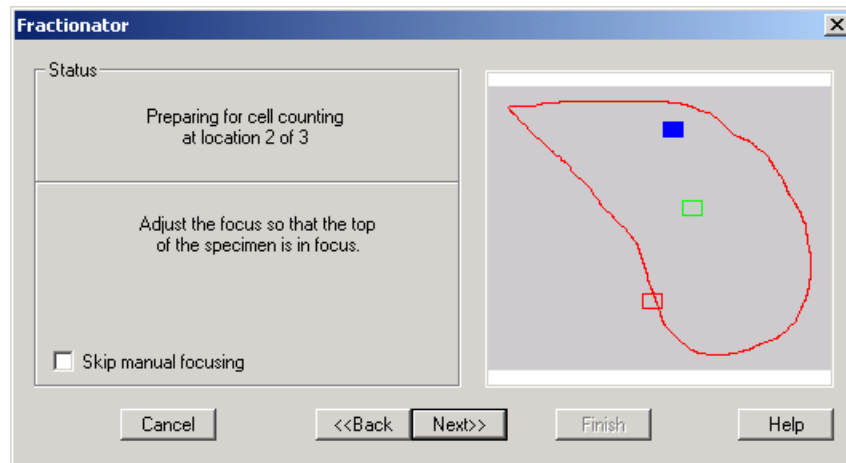 Fractionator
Status
Preparing for cell counting
at location 2 of 3
Adjust the focus so that the top
of the specimen is in focus.
Skip manual focusing
Cancel
<<Back
Next>>
Finish
Help